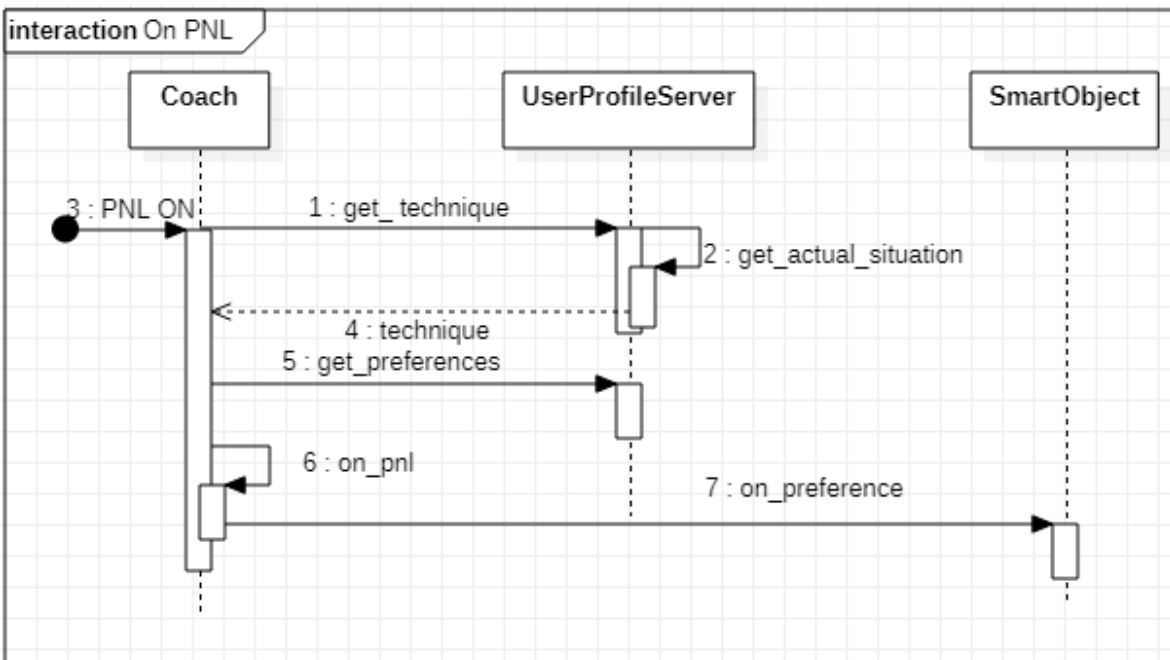 interaction On PNL
Coach
UserProfileServer
SmartObject
3 : PNL ON
1 : get_ technique
2 : get_actual_situation
4 : technique
5 : get_preferences
6 : on_pnl
7 : on_preference